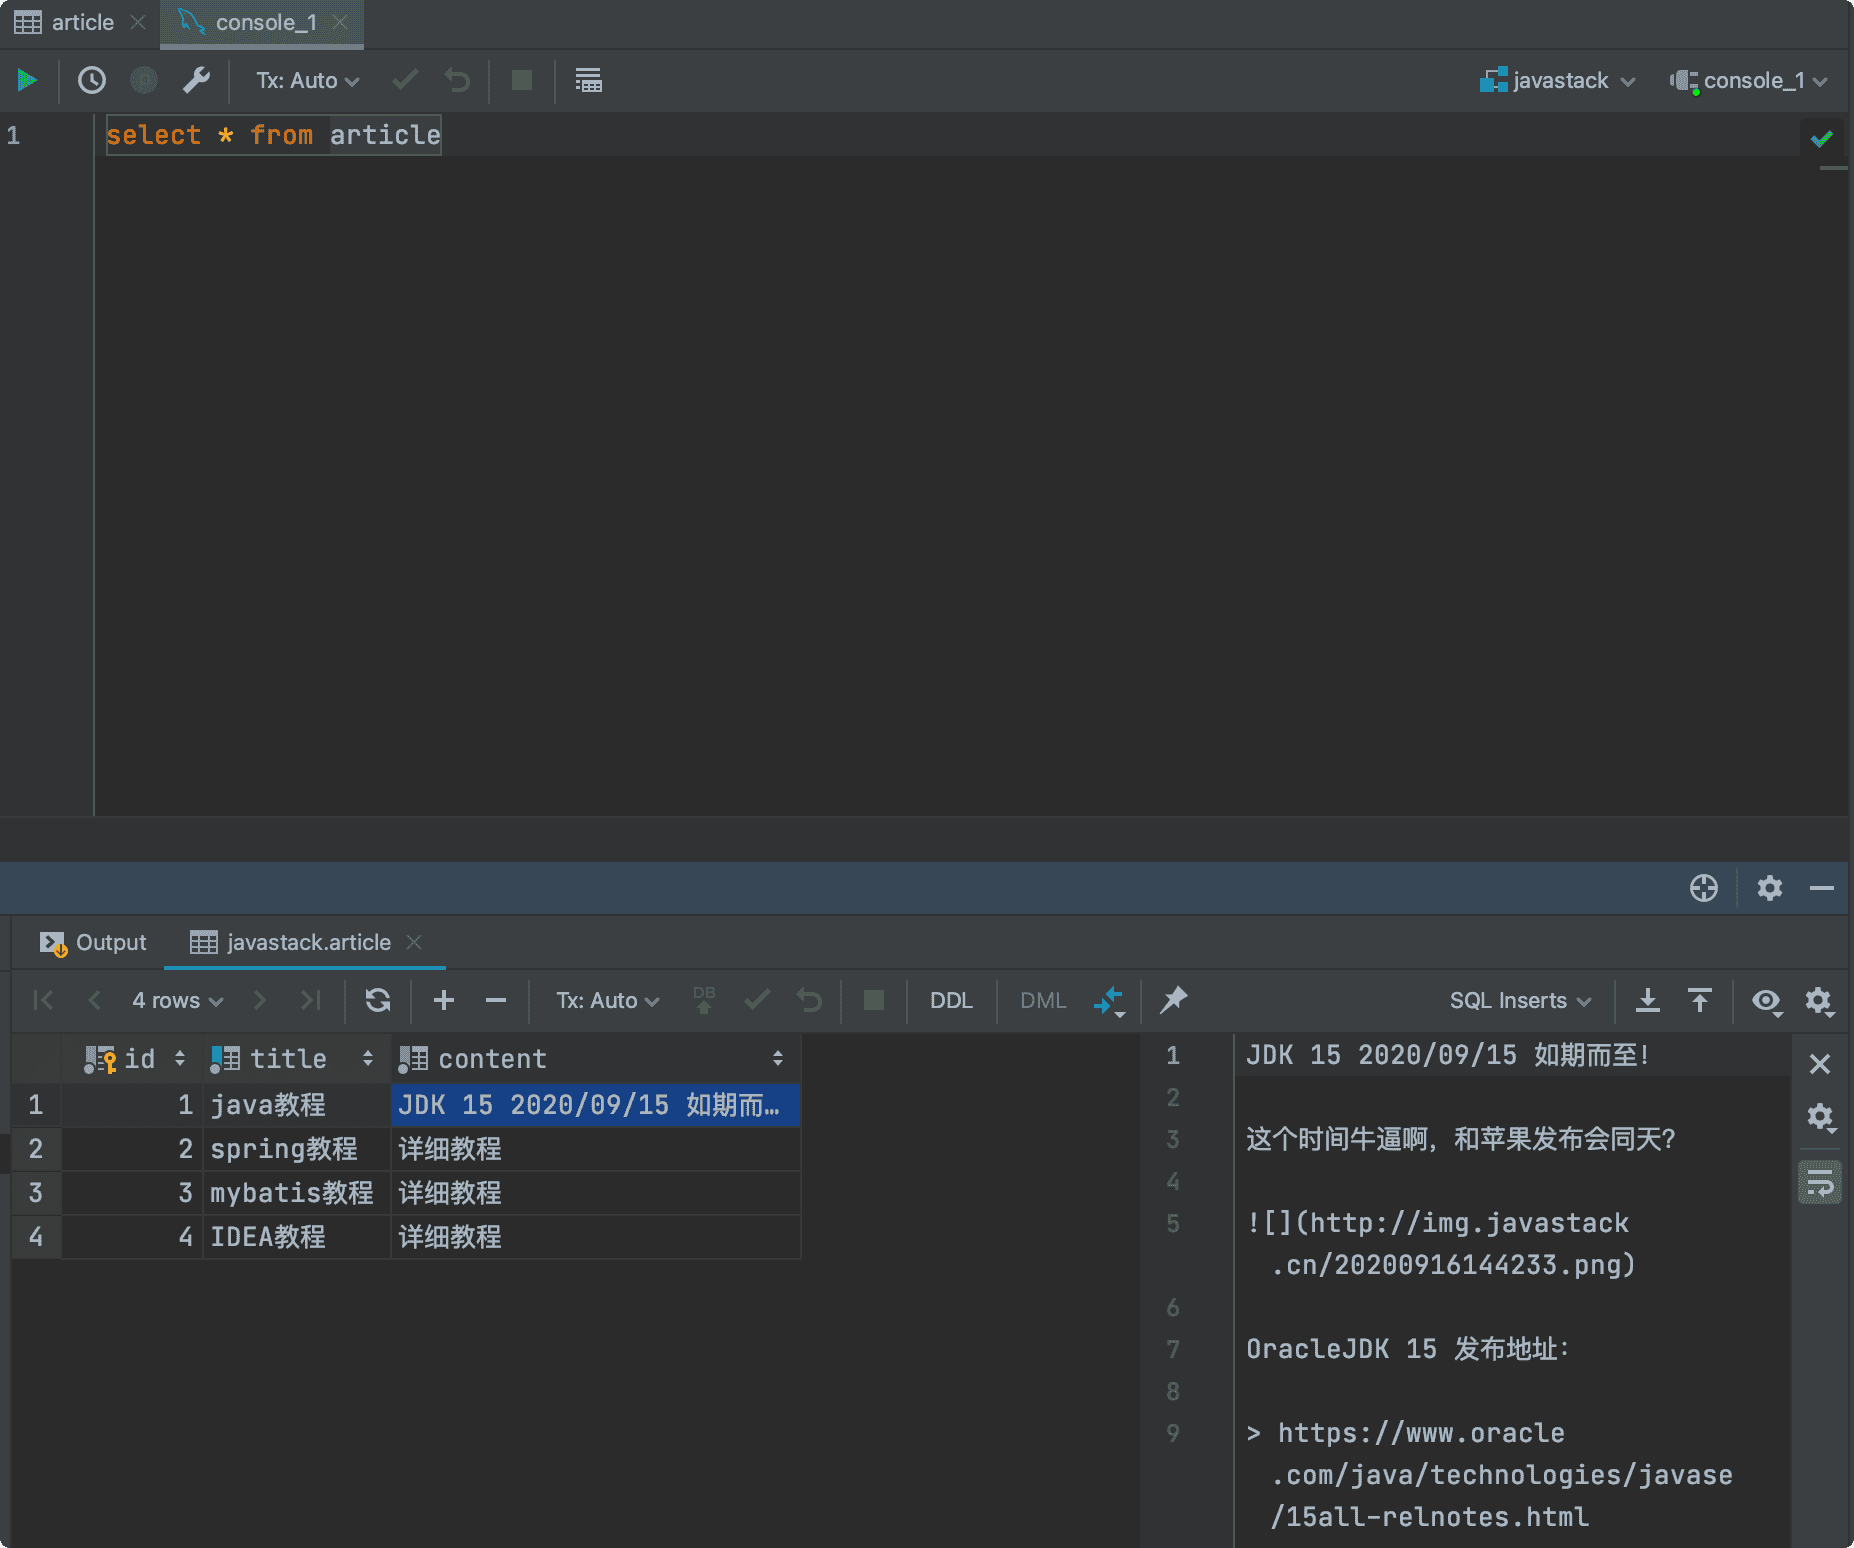 article
console_1
Tx: Auto
javastack
console_1
1
select * from article
Output
javastack.article
4 rows
Tx: Auto
DB
DDL
DML
SQL Inserts
id
title
content
1
1
java教程
JDK 15 2020/09/15 如期而…
2
2
spring教程
详细教程
3
3
mybatis教程
详细教程
4
4
IDEA教程
详细教程
1
JDK 15 2020/09/15 如期而至！
2
3
这个时间牛逼啊，和苹果发布会同天？
4
5
![](http://img.javastack
.cn/20200916144233.png)
6
7
OracleJDK 15 发布地址：
8
9
> https://www.oracle
.com/java/technologies/javase
/15all-relnotes.html